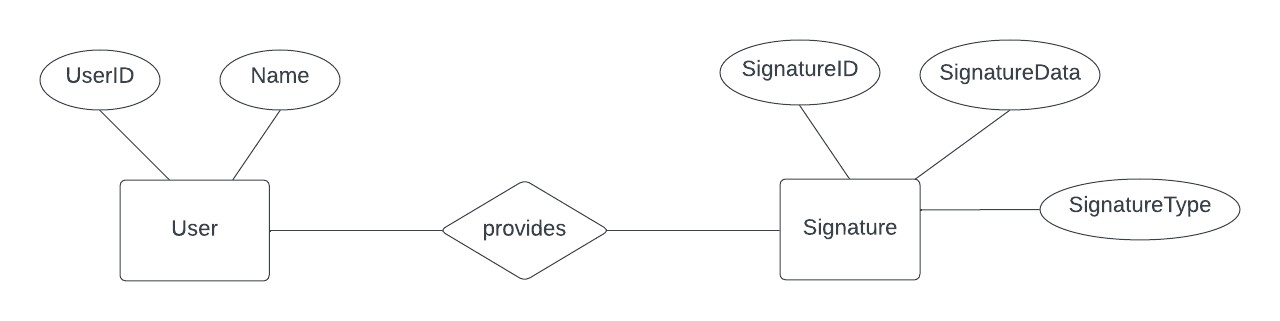 UserID
Name
SignatureID
SignatureData
SignatureType
User
provides
Signature